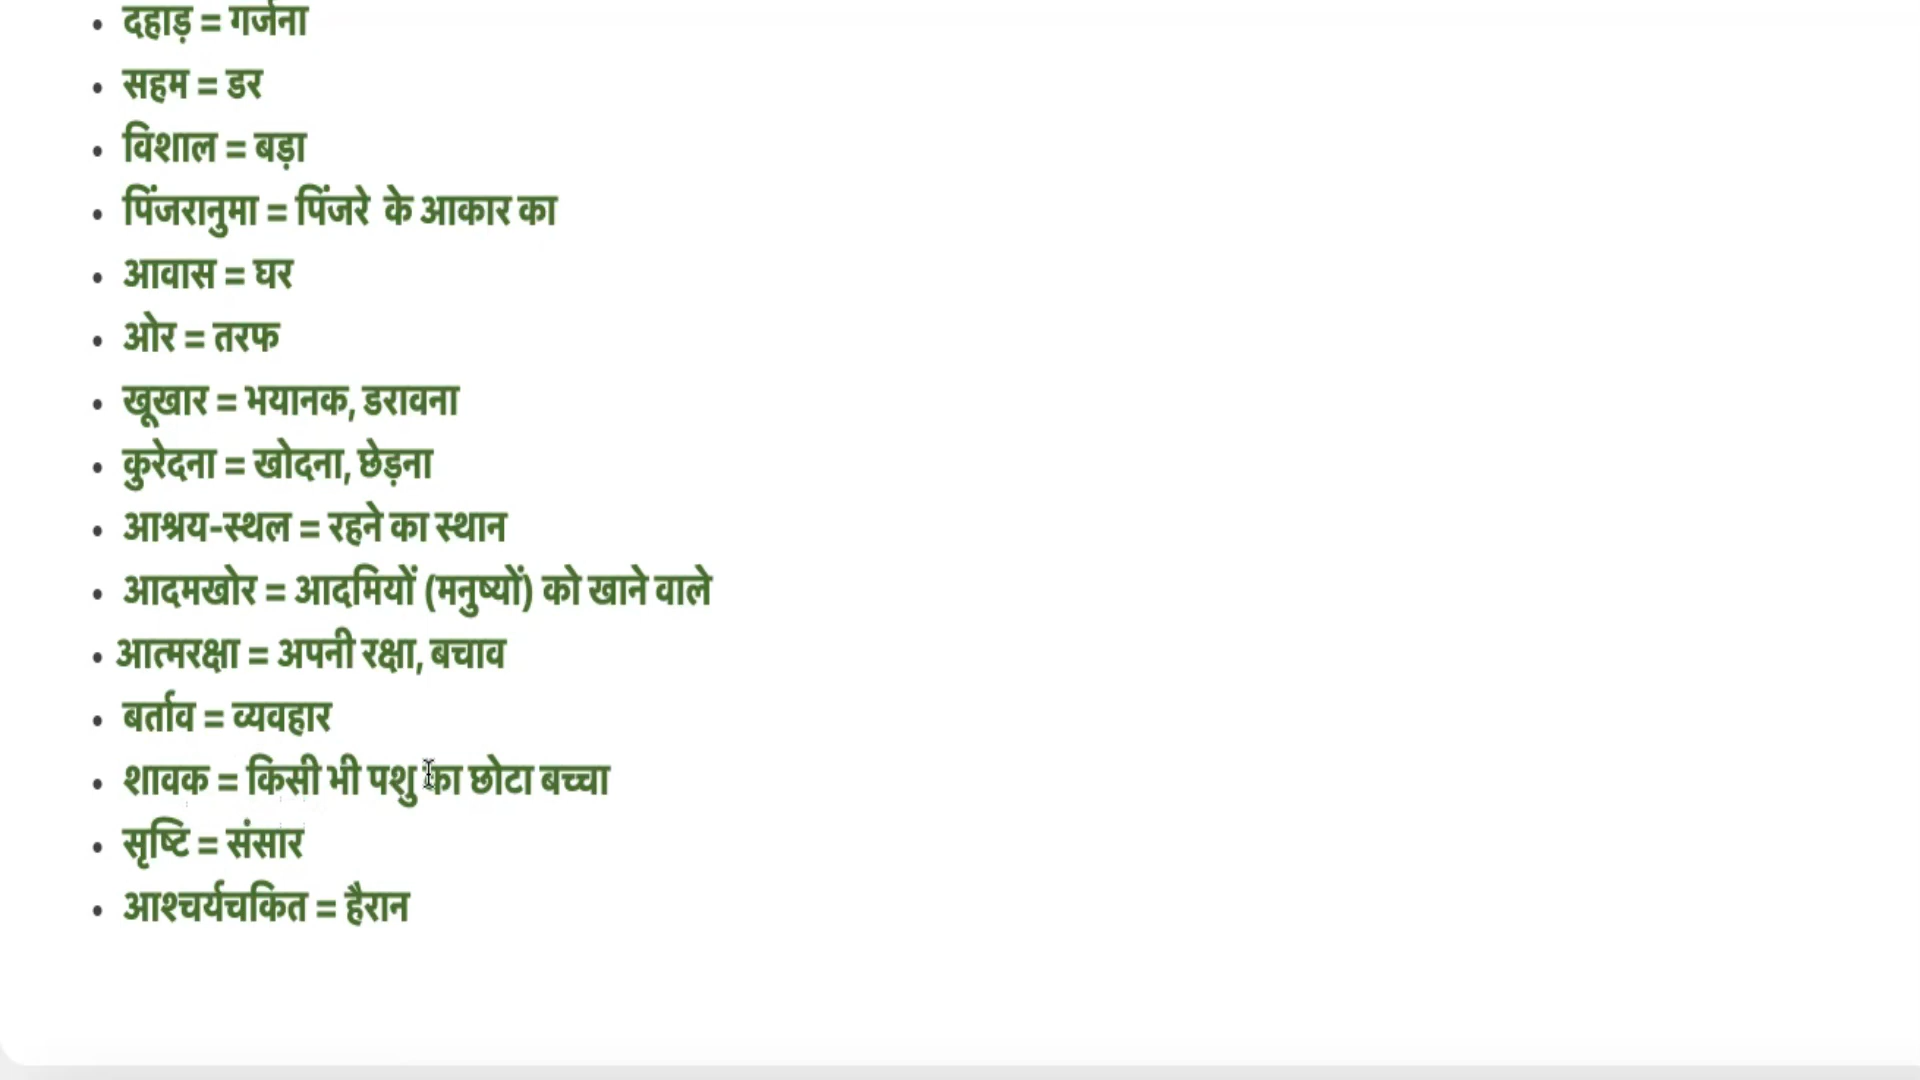 • दहाड़ = गर्जना
• सहम = डर
• विशाल = बड़ा
• पिंजरानुमा = पिंजरे के आकार का
• आवास = घर
• ओर = तरफ
• खूखार = भयानक, डरावना
• कुरेदना = खोदना, छेड़ना
• आश्रय-स्थल = रहने का स्थान
• आदमखोर = आदमियों (मनुष्यों) को खाने वाले
• आत्मरक्षा = अपनी रक्षा, बचाव
• बर्ताव = व्यवहार
• शावक = किसी भी पशु का छोटा बच्चा
• सृष्टि = संसार
• आश्चर्यचकित = हैरान